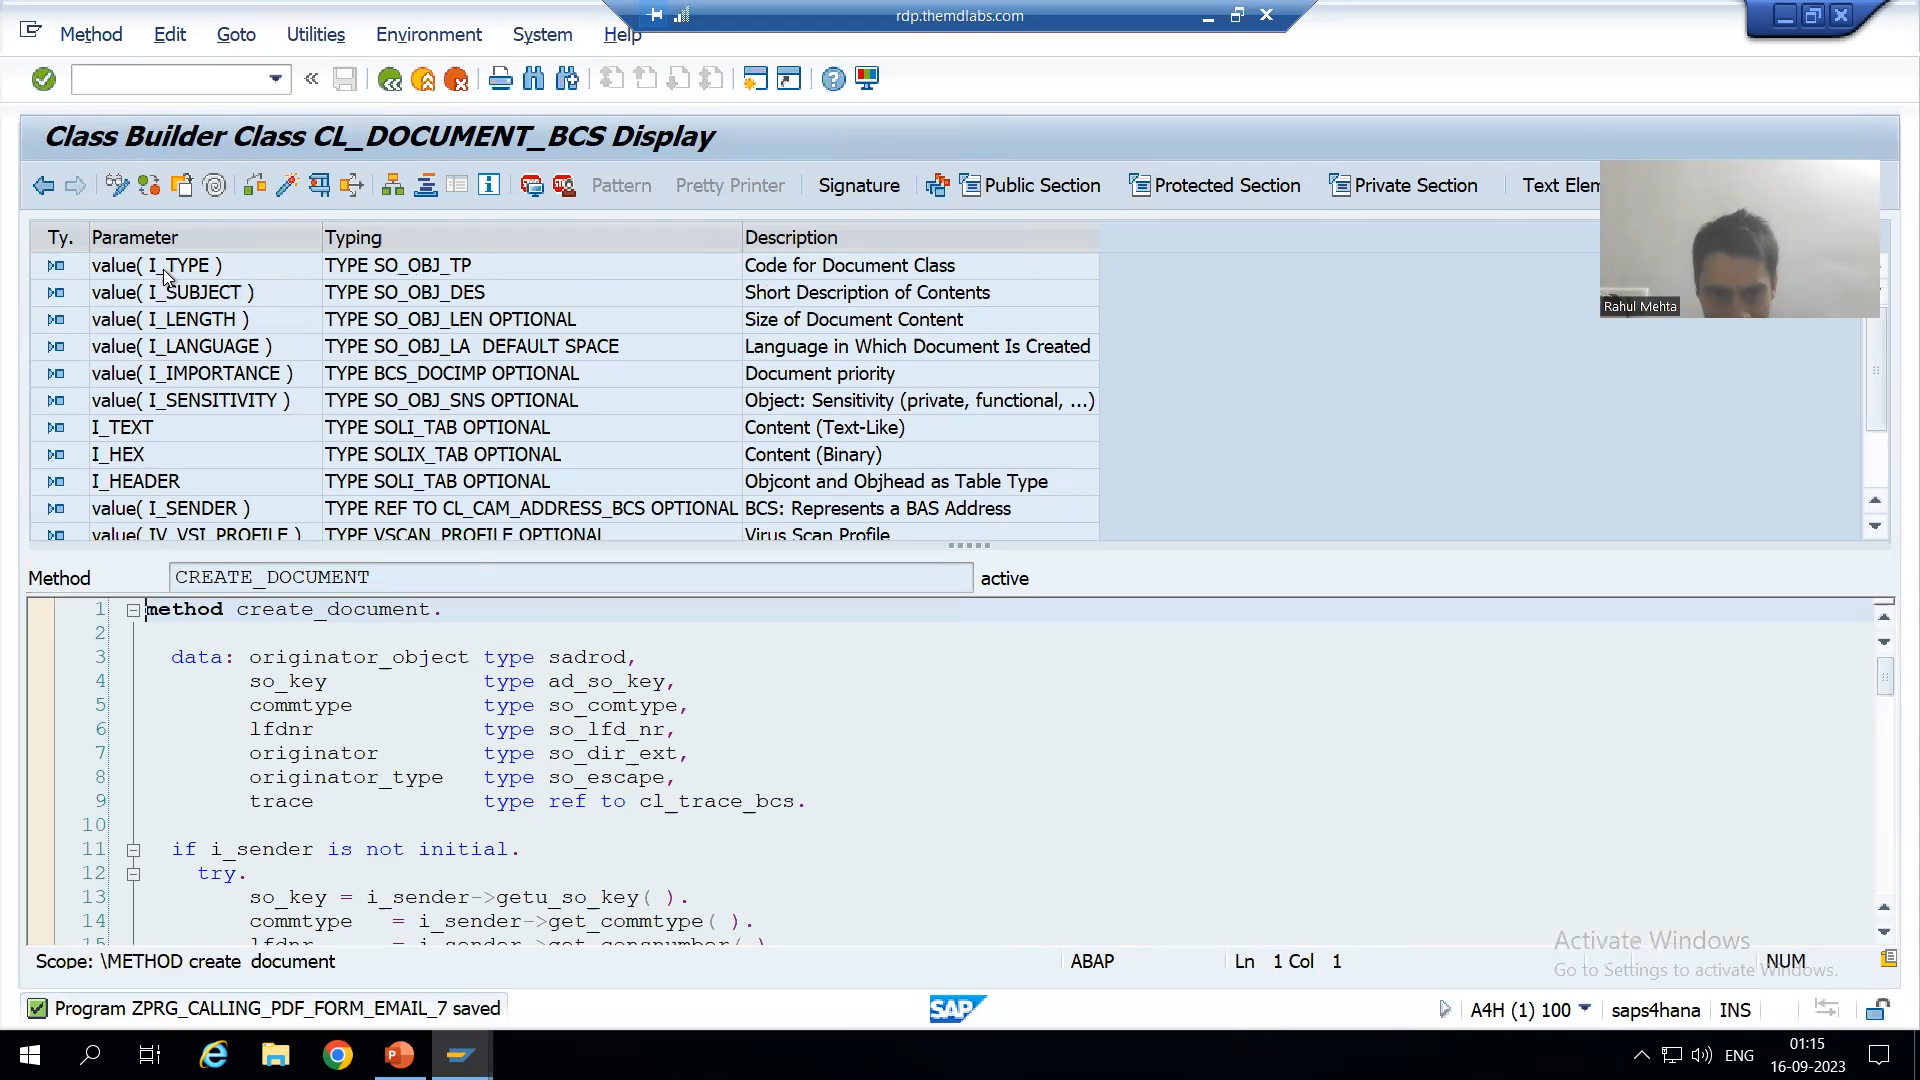 rdp.themdlabs.com
Method Edit Goto Utilities Environment System Help
Class Builder Class CL_DOCUMENT_BCS Display
Pattern Pretty Printer Signature Public Section Protected Section Private Section Text Elem
Ty. Parameter Typing Description
value( I_TYPE ) TYPE SO_OBJ_TP Code for Document Class
value( I_SUBJECT ) TYPE SO_OBJ_DES Short Description of Contents
value( I_LENGTH ) TYPE SO_OBJ_LEN OPTIONAL Size of Document Content
value( I_LANGUAGE ) TYPE SO_OBJ_LA DEFAULT SPACE Language in Which Document Is Created
value( I_IMPORTANCE ) TYPE BCS_DOCIMP OPTIONAL Document priority
value( I_SENSITIVITY ) TYPE SO_OBJ_SNS OPTIONAL Object: Sensitivity (private, functional, ...)
I_TEXT TYPE SOLI_TAB OPTIONAL Content (Text-Like)
I_HEX TYPE SOLIX_TAB OPTIONAL Content (Binary)
I_HEADER TYPE SOLI_TAB OPTIONAL Objcont and Objhead as Table Type
value( I_SENDER ) TYPE REF TO CL_CAM_ADDRESS_BCS OPTIONAL BCS: Represents a BAS Address
value( IV_VSI_PROFILE ) TYPE VSCAN_PROFILE OPTIONAL Virus Scan Profile
Rahul Mehta
Method CREATE_DOCUMENT active
1 method create_document.
2
3 data: originator_object type sadrod,
4 so_key type ad_so_key,
5 commtype type so_comtype,
6 lfdnr type so_lfd_nr,
7 originator type so_dir_ext,
8 originator_type type so_escape,
9 trace type ref to cl_trace_bcs.
10
11 if i_sender is not initial.
12 try.
13 so_key = i_sender->getu_so_key( ).
14 commtype = i_sender->get_commtype( ).
15 lfdnr = i_sender->get_consnumber( )
Activate Windows
Go to Settings to activate Windows.
Scope: \METHOD create_document ABAP Ln 1 Col 1 NUM
Program ZPRG_CALLING_PDF_FORM_EMAIL_7 saved SAP A4H (1) 100 saps4hana INS
ENG 01:15
16-09-2023